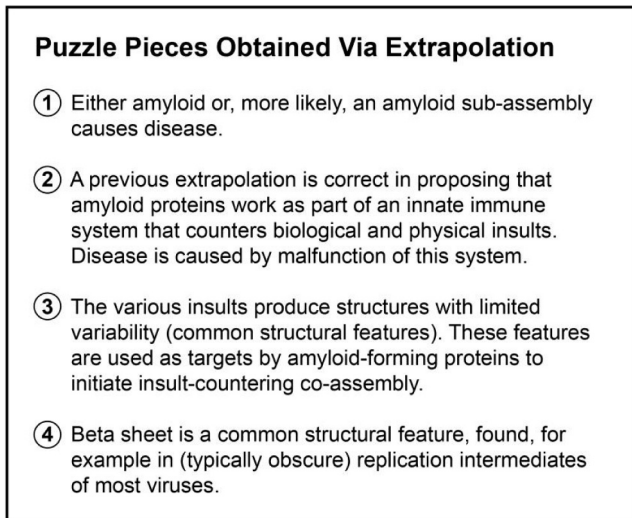 Puzzle Pieces Obtained Via Extrapolation
1 Either amyloid or, more likely, an amyloid sub-assembly
causes disease.
2 A previous extrapolation is correct in proposing that
amyloid proteins work as part of an innate immune
system that counters biological and physical insults.
Disease is caused by malfunction of this system.
3 The various insults produce structures with limited
variability (common structural features). These features
are used as targets by amyloid-forming proteins to
initiate insult-countering co-assembly.
4 Beta sheet is a common structural feature, found, for
example in (typically obscure) replication intermediates
of most viruses.